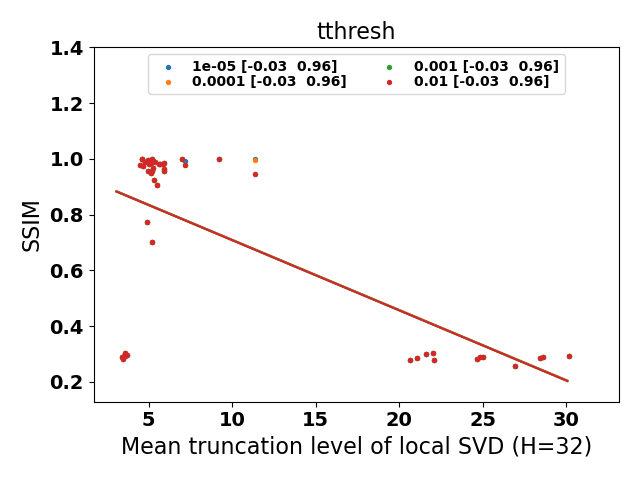 tthresh
1e-05 [-0.03  0.96]
0.0001 [-0.03  0.96]
0.001 [-0.03  0.96]
0.01 [-0.03  0.96]
SSIM
1.4
1.2
1.0
0.8
0.6
0.4
0.2
5 10 15 20 25 30
Mean truncation level of local SVD (H=32)